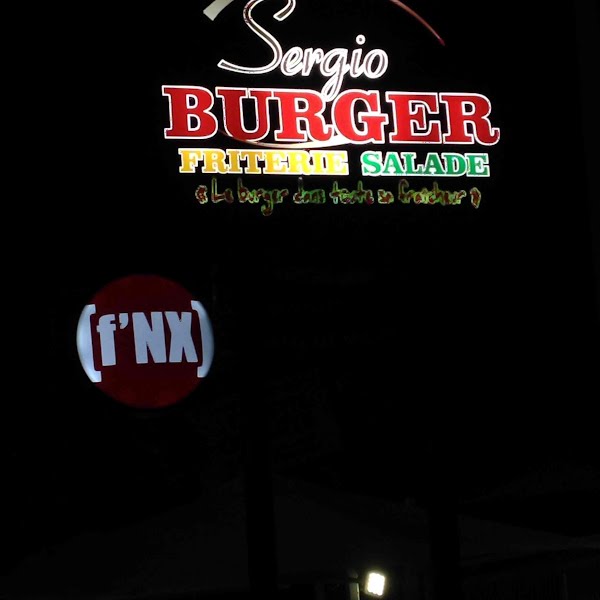 Sergio
BURGER
FRITERIE SALADE
« Le burger dans toute sa fraîcheur »
[f'NX]